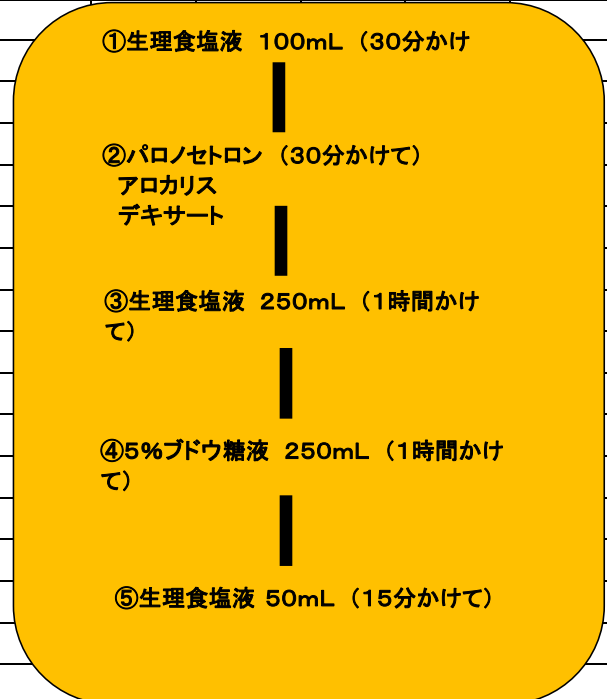 ①生理食塩液 100mL (30分かけ
②パロノセトロン (30分かけて)
アロカリス
デキサート
③生理食塩液 250mL (1時間かけ
て)
④5%ブドウ糖液 250mL (1時間かけ
て)
⑤生理食塩液 50mL (15分かけて)